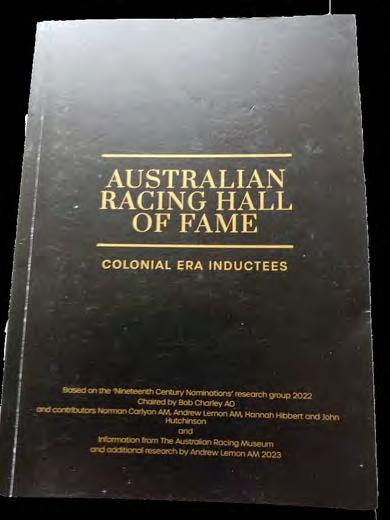 AUSTRALIAN
RACING HALL
OF FAME
COLONIAL ERA INDUCTEES
Based on the 'Nineteenth Century Nominations' research group 2022
Chaired by Bob Charley AO
and contributors Norman Carlyon AM, Andrew Lemon AM, Hannah Hibbert and John
Hutchinson
and
Information from The Australian Racing Museum
and additional research by Andrew Lemon AM 2023